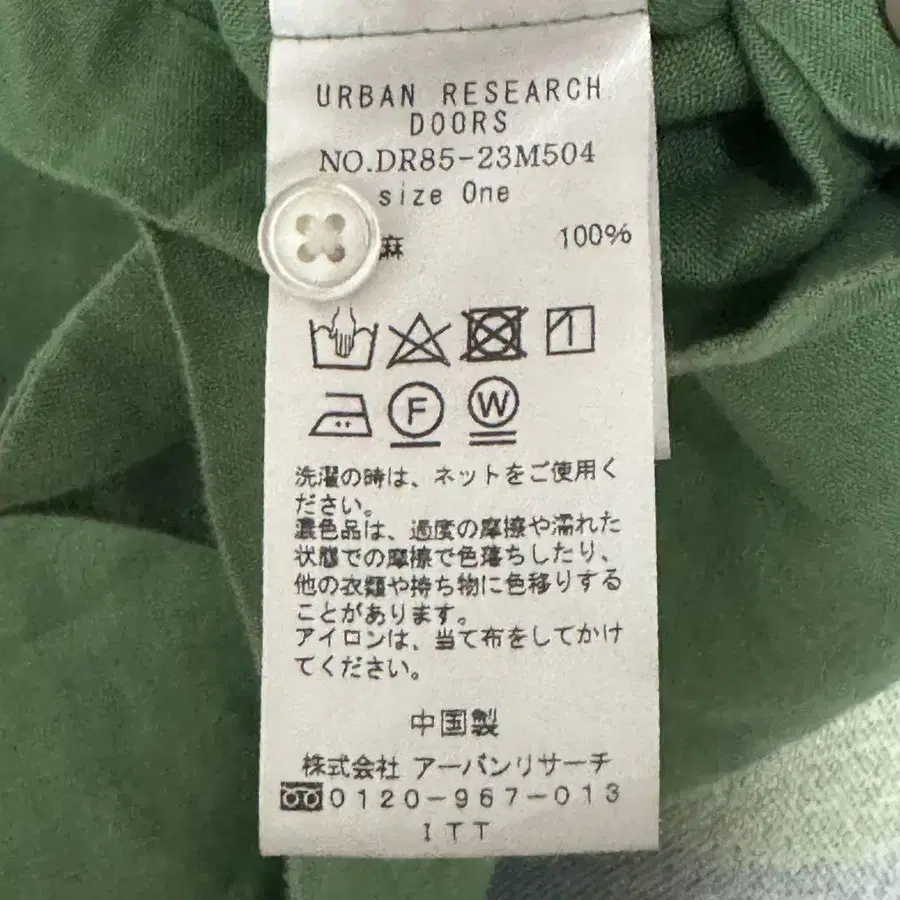 URBAN RESEARCH
DOORS
NO.DR85-23M504
size One
麻 100%
F W
洗濯の時は、ネットをご使用く
ださい。
濃色品は、過度の摩擦や濡れた
状態での摩擦で色落ちしたり、
他の衣類や持ち物に色移りする
ことがあります。
アイロンは、当て布をしてかけ
てください。
中国製
株式会社 アーバンリサーチ
0120-967-013
ITT